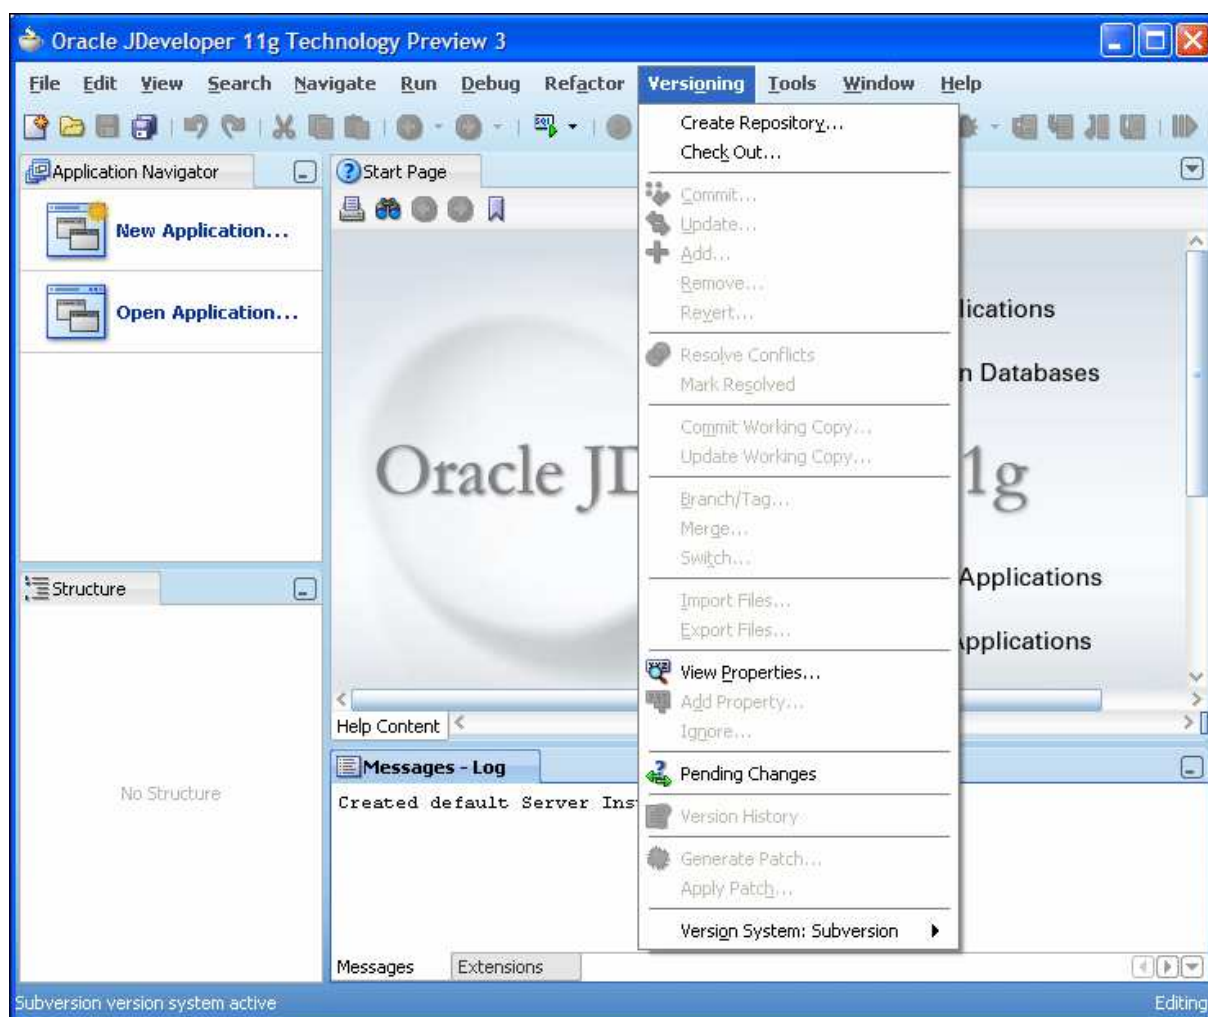 Oracle JDeveloper 11g Technology Preview 3
File Edit View Search Navigate Run Debug Refactor Versioning Tools Window Help
Application Navigator
New Application...
Open Application...
Structure
No Structure
Start Page
Oracle JD
11g
lications
n Databases
Applications
Applications
Help Content
Messages - Log
Created default Server Ins
Messages Extensions
Create Repository...
Check Out...
Commit...
Update...
Add...
Remove...
Revert...
Resolve Conflicts
Mark Resolved
Commit Working Copy...
Update Working Copy...
Branch/Tag...
Merge...
Switch...
Import Files...
Export Files...
View Properties...
Add Property...
Ignore...
Pending Changes
Version History
Generate Patch...
Apply Patch...
Version System: Subversion
Subversion version system active
Editing